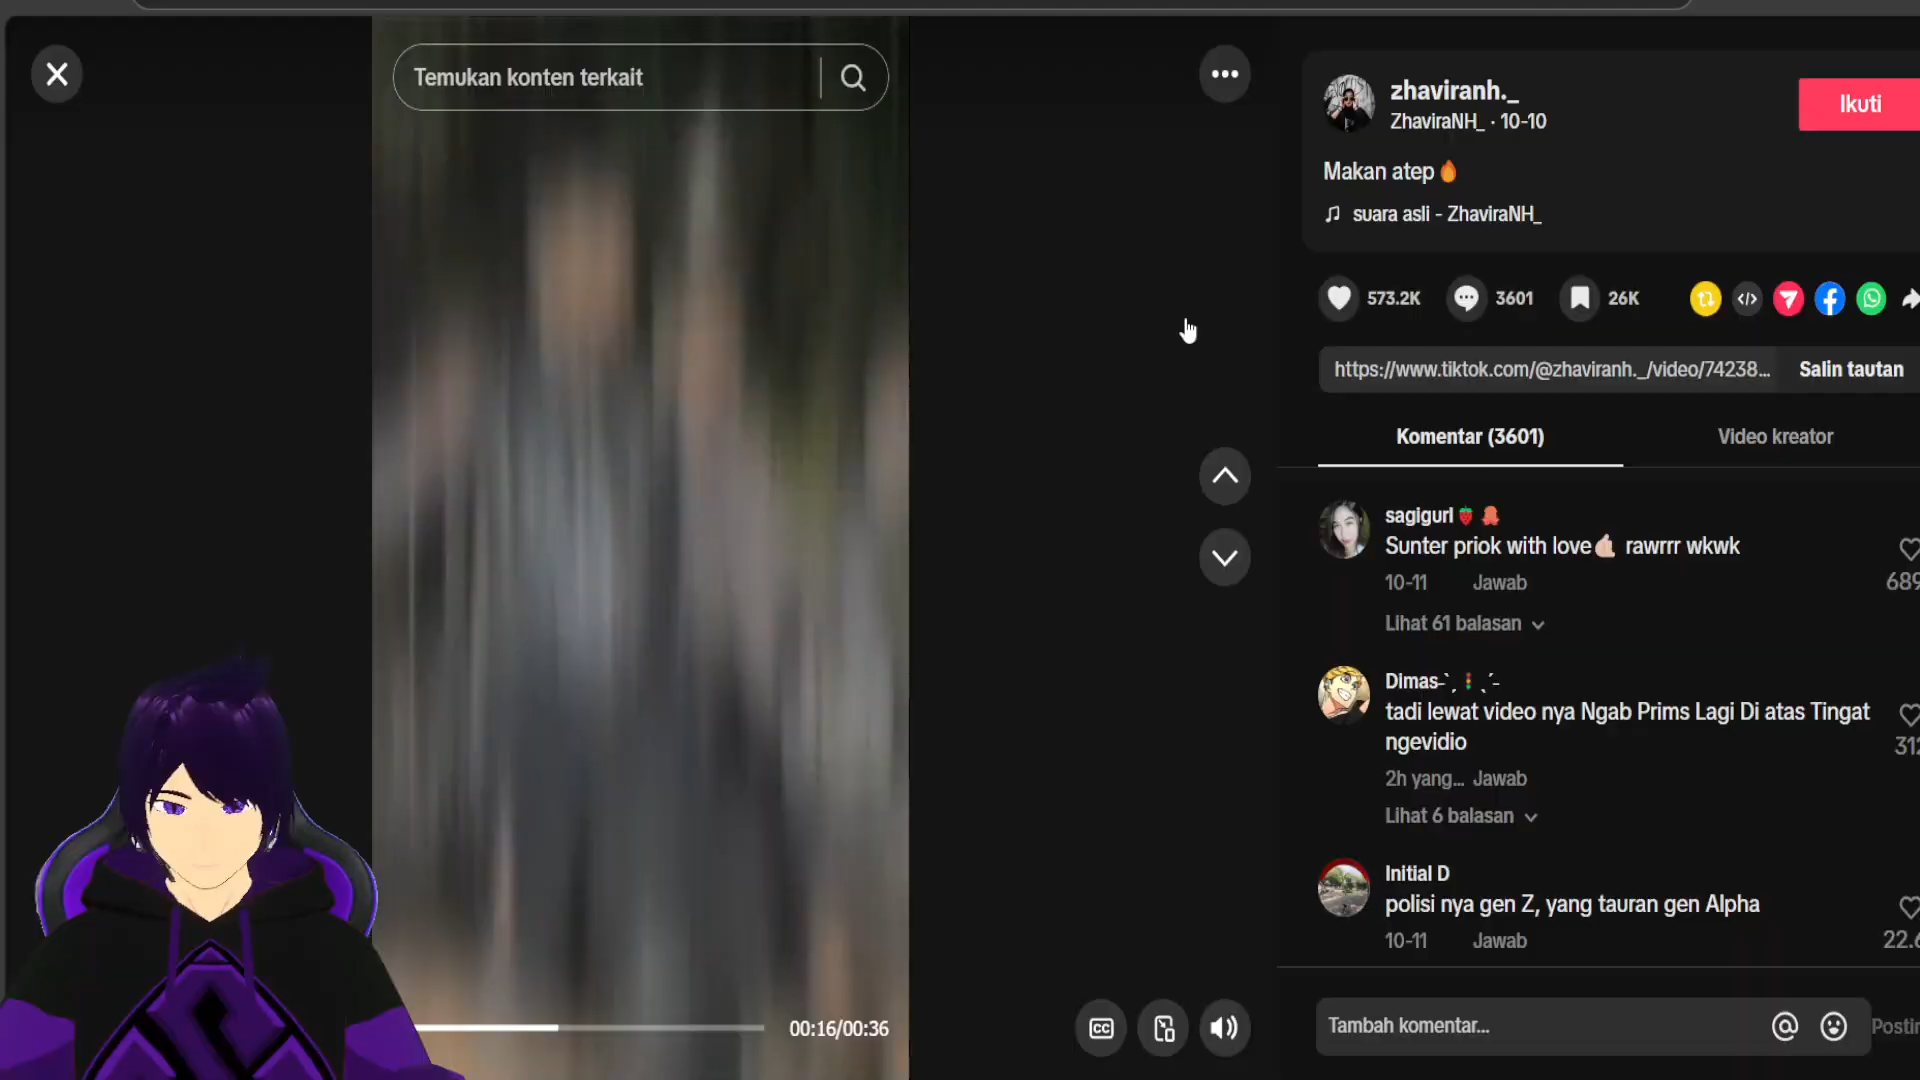 Temukan konten terkait
zhaviranh._
ZhaviraNH_ · 10-10
Ikuti
Makan atep🔥
suara asli - ZhaviraNH_
573.2K
3601
26K
https://www.tiktok.com/@zhaviranh._/video/74238...
Salin tautan
Komentar (3601)
Video kreator
sagigurl🍓
Sunter priok with love🤙🏻 rawrrr wkwk
10-11 Jawab
Lihat 61 balasan
Dimas
tadi lewat video nya Ngab Prims Lagi Di atas Tingat
ngevidio
312
2h yang... Jawab
Lihat 6 balasan
Initial D
polisi nya gen Z, yang tauran gen Alpha
10-11 Jawab
00:16/00:36
CC
Tambah komentar...